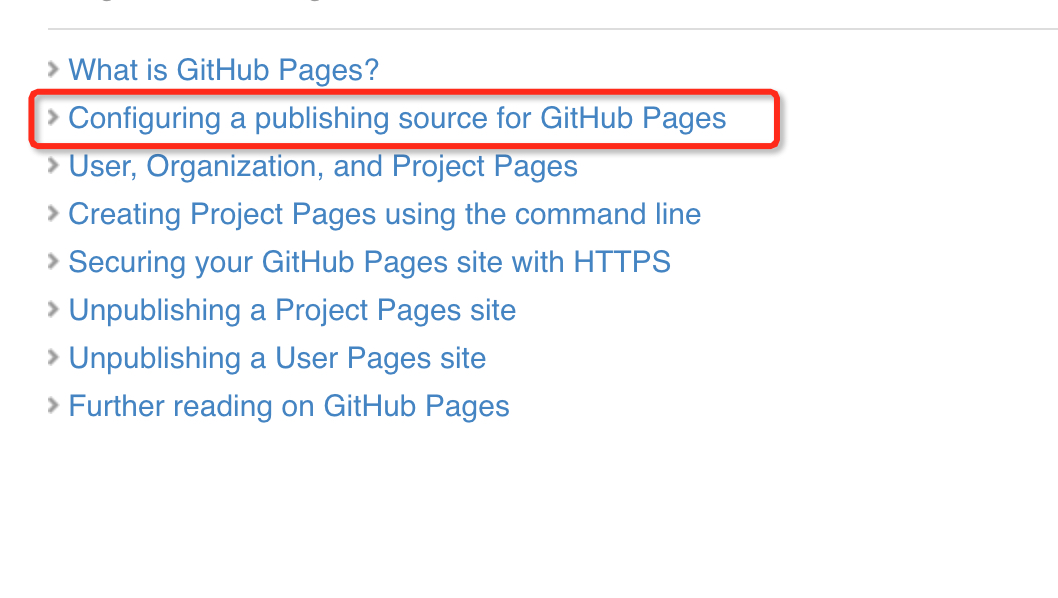 What is GitHub Pages?
Configuring a publishing source for GitHub Pages
User, Organization, and Project Pages
Creating Project Pages using the command line
Securing your GitHub Pages site with HTTPS
Unpublishing a Project Pages site
Unpublishing a User Pages site
Further reading on GitHub Pages